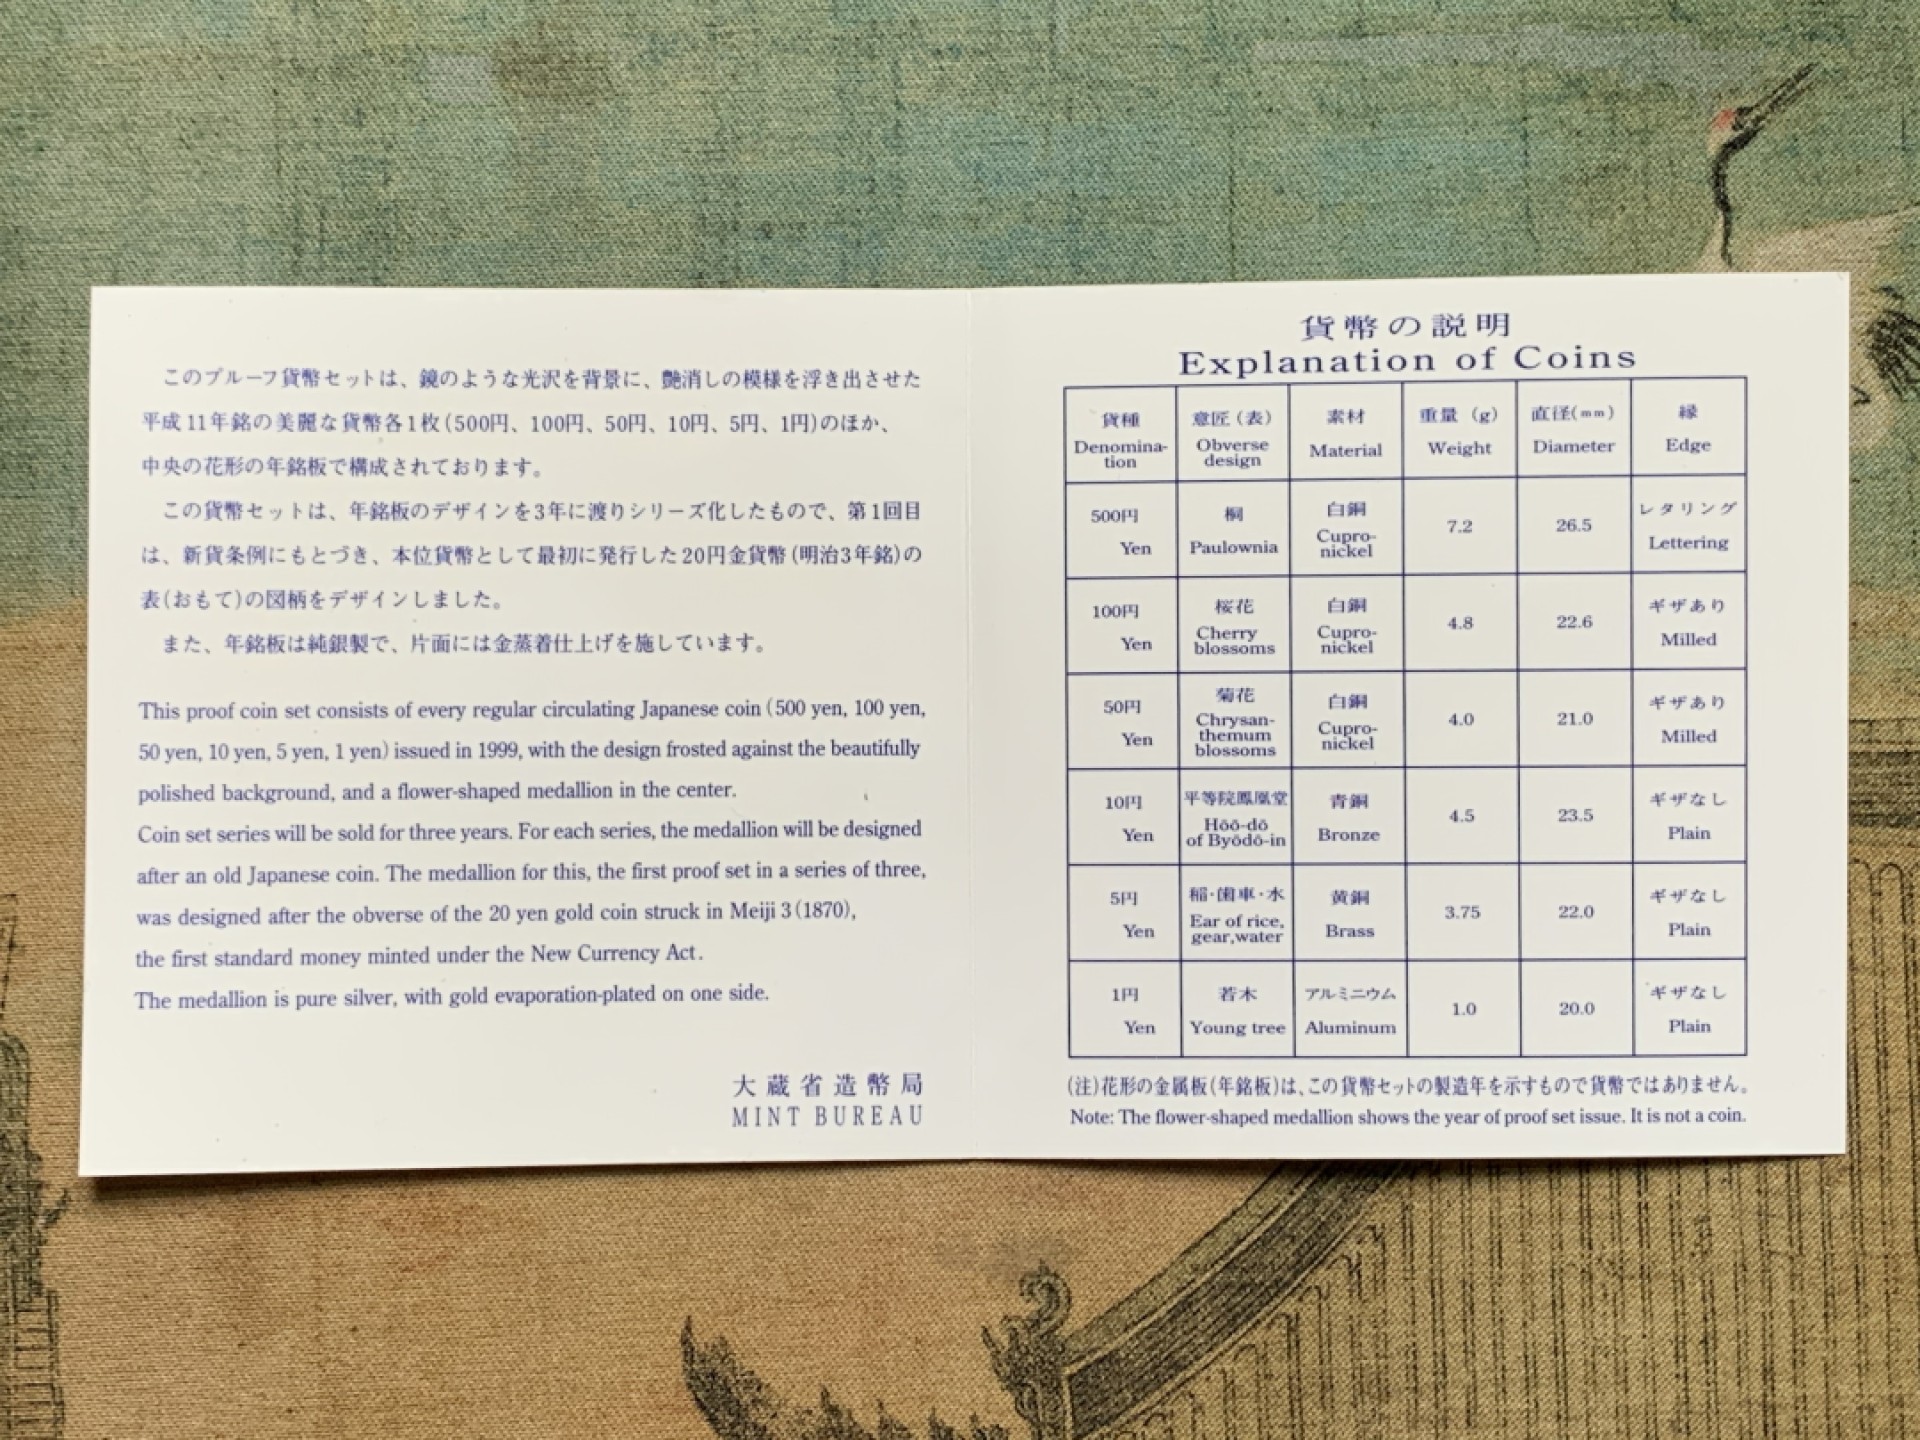 このプルーフ貨幣セットは、鏡のような光沢を背景に、艶消しの模様を浮き出させた
平成11年銘の美麗な貨幣各1枚(500円、100円、50円、10円、5円、1円)のほか、
中央の花形の年銘板で構成されております。
この貨幣セットは、年銘板のデザインを3年に渡りシリーズ化したもので、第1回目
は、新貨条例にもとづき、本位貨幣として最初に発行した20円金貨幣(明治3年銘)の
表(おもて)の図柄をデザインしました。
また、年銘板は純銀製で、片面には金蒸着仕上げを施しています。
This proof coin set consists of every regular circulating Japanese coin (500 yen, 100 yen,
50 yen, 10 yen, 5 yen, 1 yen) issued in 1999, with the design frosted against the beautifully
polished background, and a flower-shaped medallion in the center.
Coin set series will be sold for three years. For each series, the medallion will be designed
after an old Japanese coin. The medallion for this, the first proof set in a series of three,
was designed after the obverse of the 20 yen gold coin struck in Meiji 3 (1870),
the first standard money minted under the New Currency Act.
The medallion is pure silver, with gold evaporation-plated on one side.
大蔵省造幣局
MINT BUREAU
貨幣の説明
Explanation of Coins
貨種 意匠(表) 素材 重量(g) 直径(mm) 縁
Denomina- Obverse Material Weight Diameter Edge
tion design
500円 桐 白銅 7.2 26.5 レタリング
Yen Paulownia Cupro- Lettering
nickel
100円 桜花 白銅 4.8 22.6 ギザあり
Yen Cherry Cupro- Milled
blossoms nickel
50円 菊花 白銅 4.0 21.0 ギザあり
Yen Chrysan- Cupro- Milled
themum nickel
blossoms
10円 平等院鳳凰堂 青銅 4.5 23.5 ギザなし
Yen Hōō-dō Bronze Plain
of Byōdō-in
5円 稲・歯車・水 黄銅 3.75 22.0 ギザなし
Yen Ear of rice, Brass Plain
gear,water
1円 若木 アルミニウム 1.0 20.0 ギザなし
Yen Young tree Aluminum Plain
(注)花形の金属板(年銘板)は、この貨幣セットの製造年を示すもので貨幣ではありません。
Note: The flower-shaped medallion shows the year of proof set issue. It is not a coin.